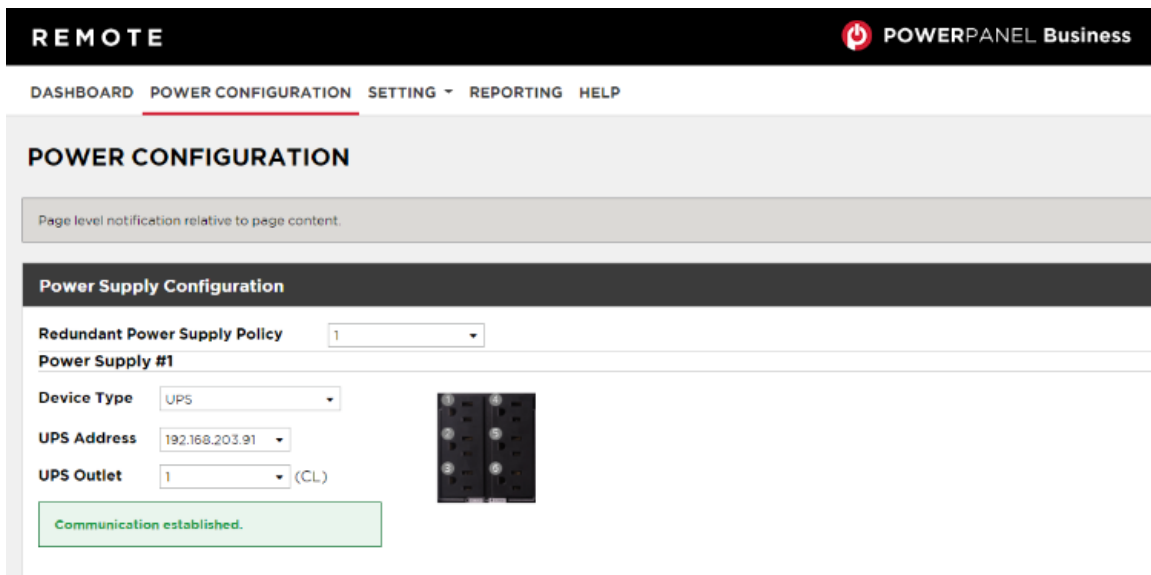 REMOTE
POWERPANEL Business
DASHBOARD POWER CONFIGURATION SETTING REPORTING HELP
POWER CONFIGURATION
Page level notification relative to page content.
Power Supply Configuration
Redundant Power Supply Policy 1
Power Supply #1
Device Type UPS
UPS Address 192.168.203.91
UPS Outlet 1 (CL)
1 4
2 5
3 6
Communication established.